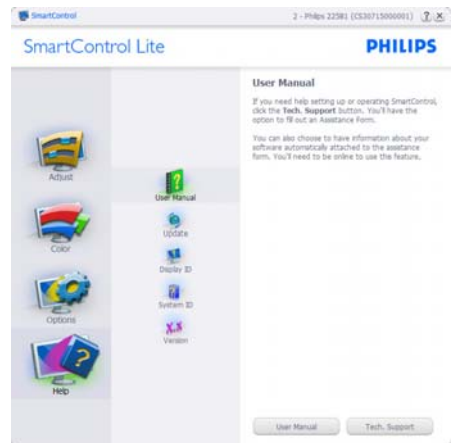 SmartControl
2 - Philips 225B1 (CS30715000001)
SmartControl Lite
PHILIPS
Adjust
Color
Options
Help
User Manual
Update
Display ID
System ID
Version
User Manual
If you need help setting up or operating SmartControl,
click the Tech. Support button. You'll have the
option to fill out an Assistance Form.
You can also choose to have information about your
software automatically attached to the assistance
form. You'll need to be online to use the feature.
User Manual
Tech. Support